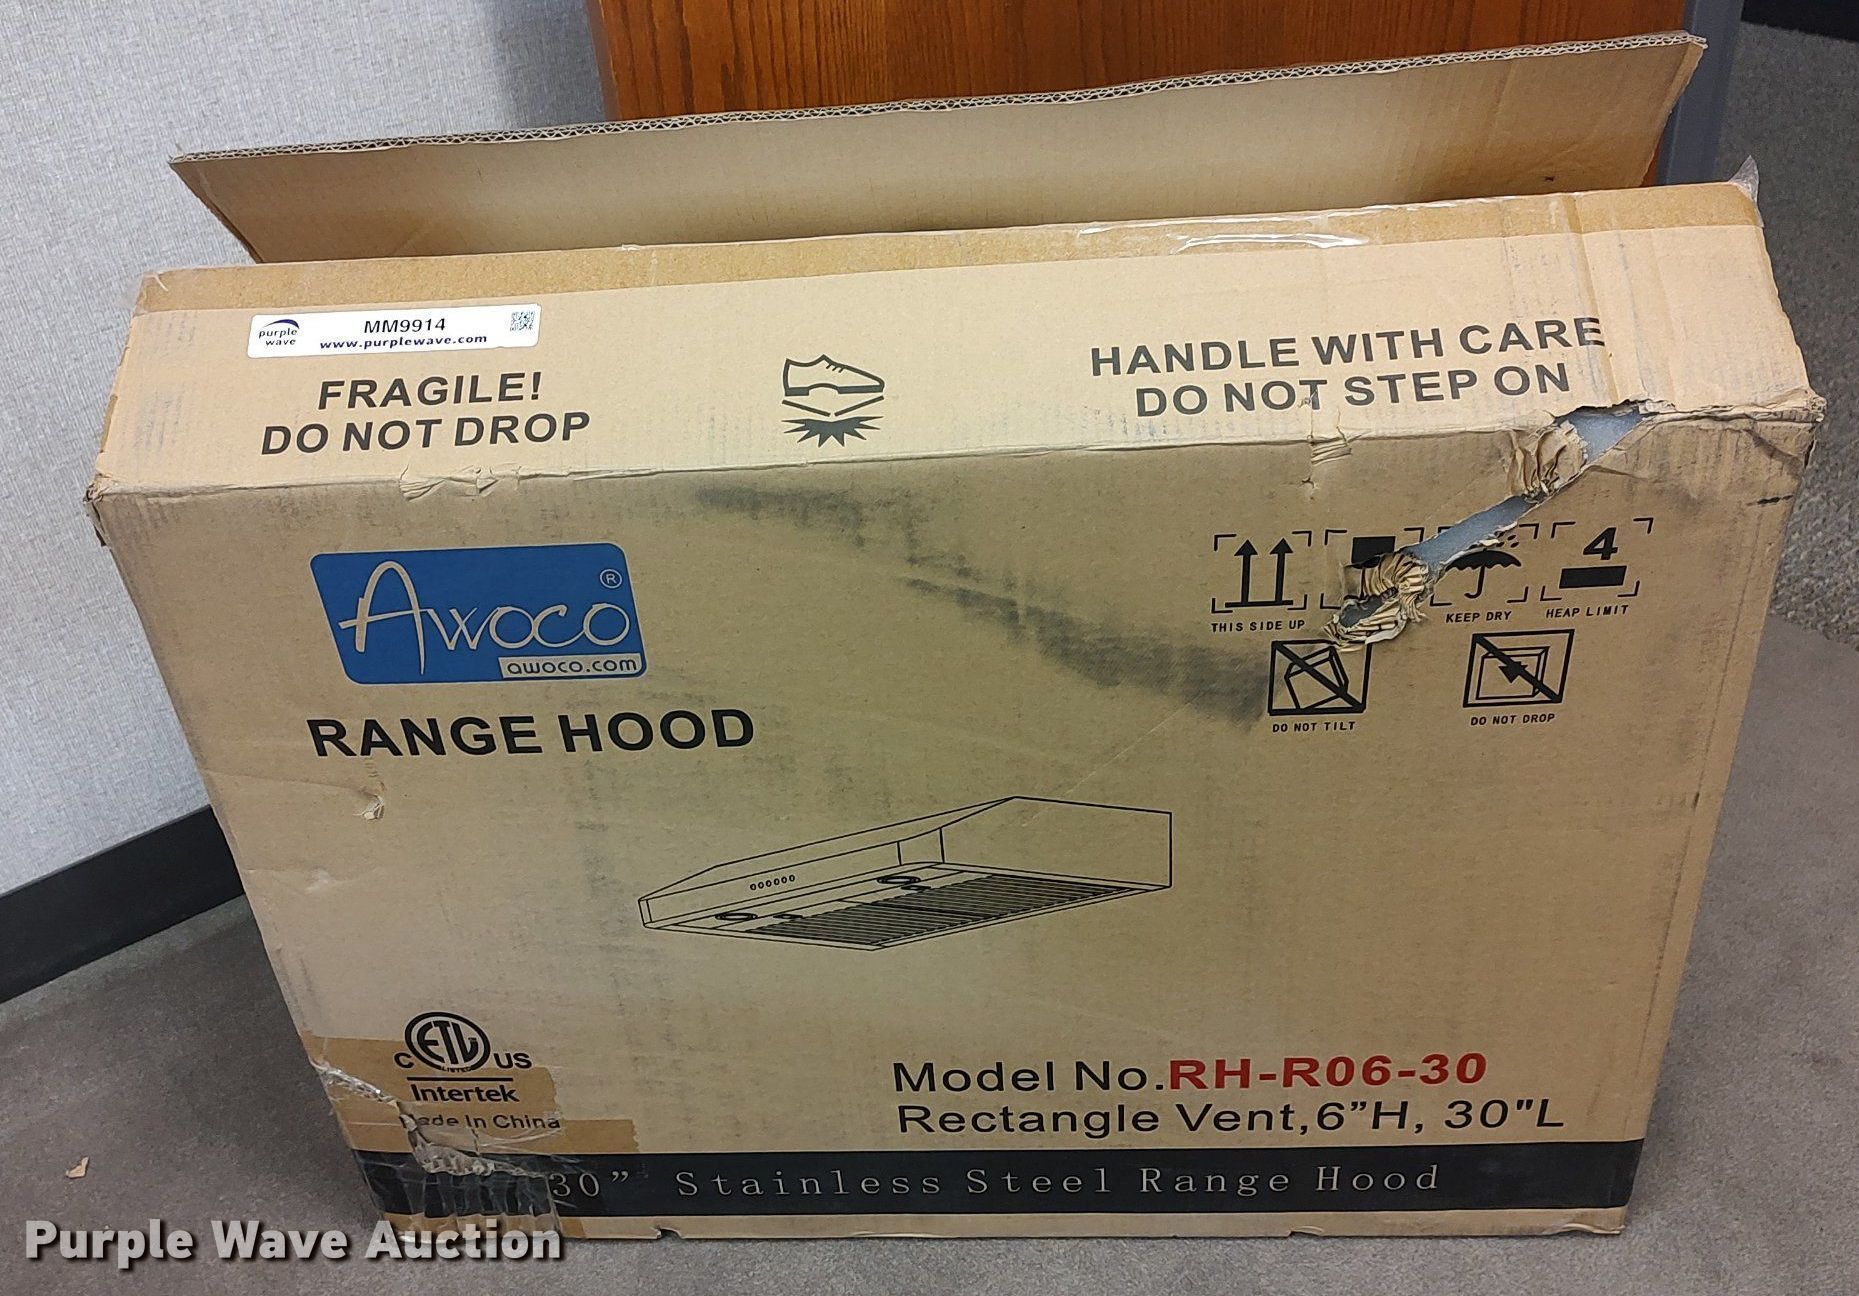 purple
wave
MM9914
www.purplewave.com
FRAGILE!
DO NOT DROP
HANDLE WITH CARE
DO NOT STEP ON
AWOCO ®
awoco.com
RANGE HOOD
4
THIS SIDE UP
KEEP DRY
HEAP LIMIT
DO NOT TILT
DO NOT DROP
C ETL US
Intertek
Made In China
Model No.RH-R06-30
Rectangle Vent,6”H, 30"L
30” Stainless Steel Range Hood
Purple Wave Auction